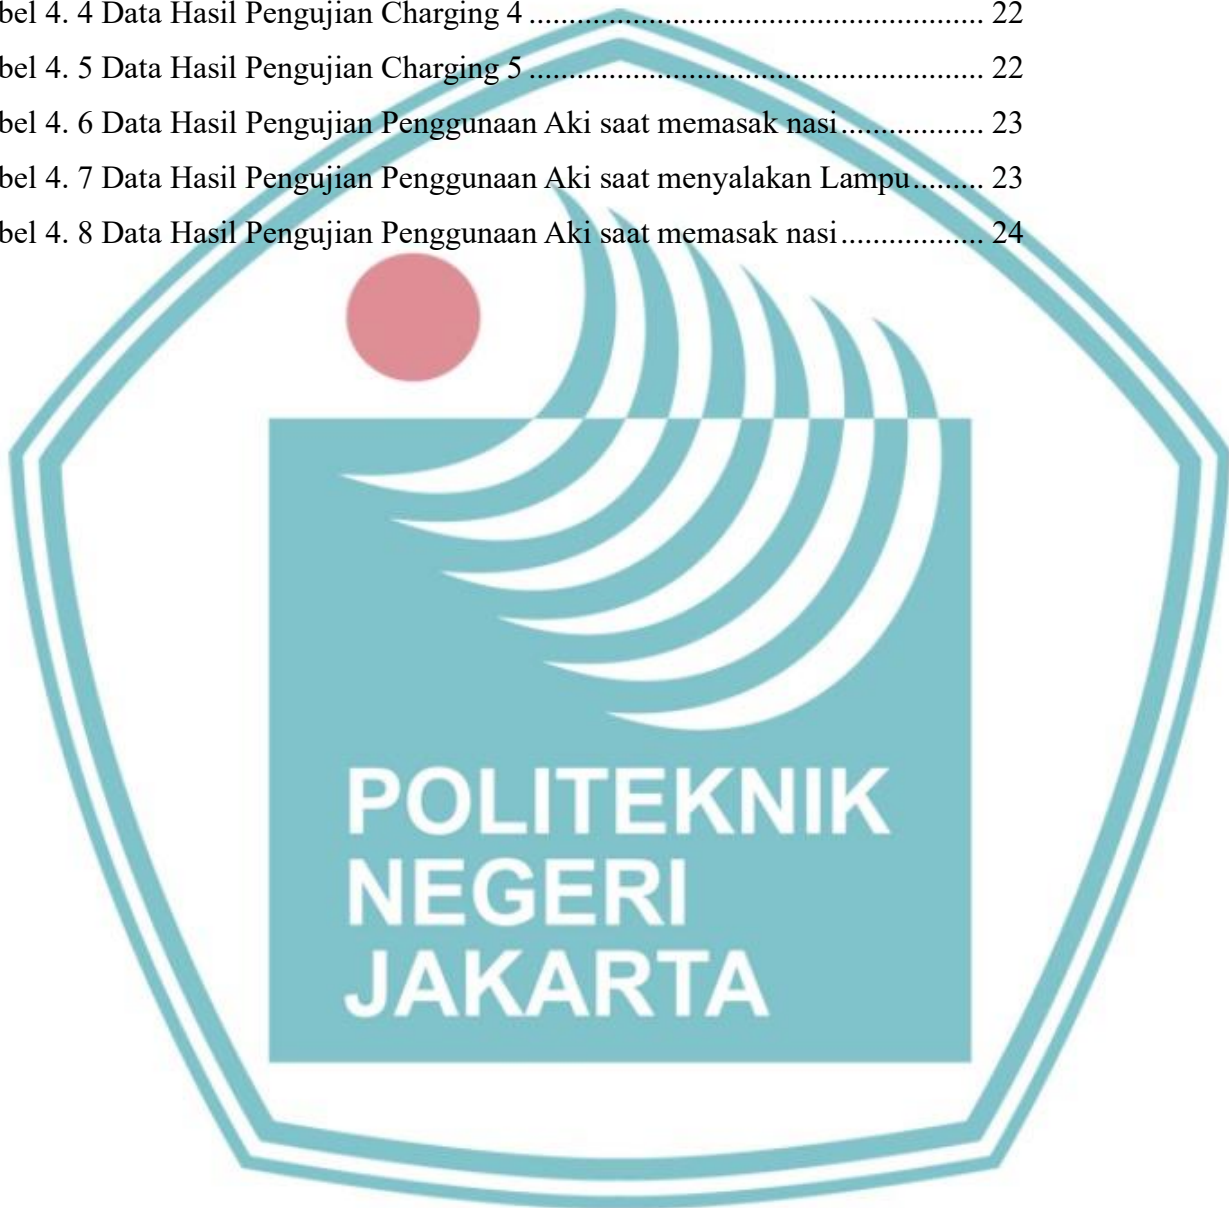 bel 4. 4 Data Hasil Pengujian Charging 4 ......................................................... 22
bel 4. 5 Data Hasil Pengujian Charging 5 ......................................................... 22
bel 4. 6 Data Hasil Pengujian Penggunaan Aki saat memasak nasi .................. 23
bel 4. 7 Data Hasil Pengujian Penggunaan Aki saat menyalakan Lampu ......... 23
bel 4. 8 Data Hasil Pengujian Penggunaan Aki saat memasak nasi .................. 24
POLITEKNIK
NEGERI
JAKARTA